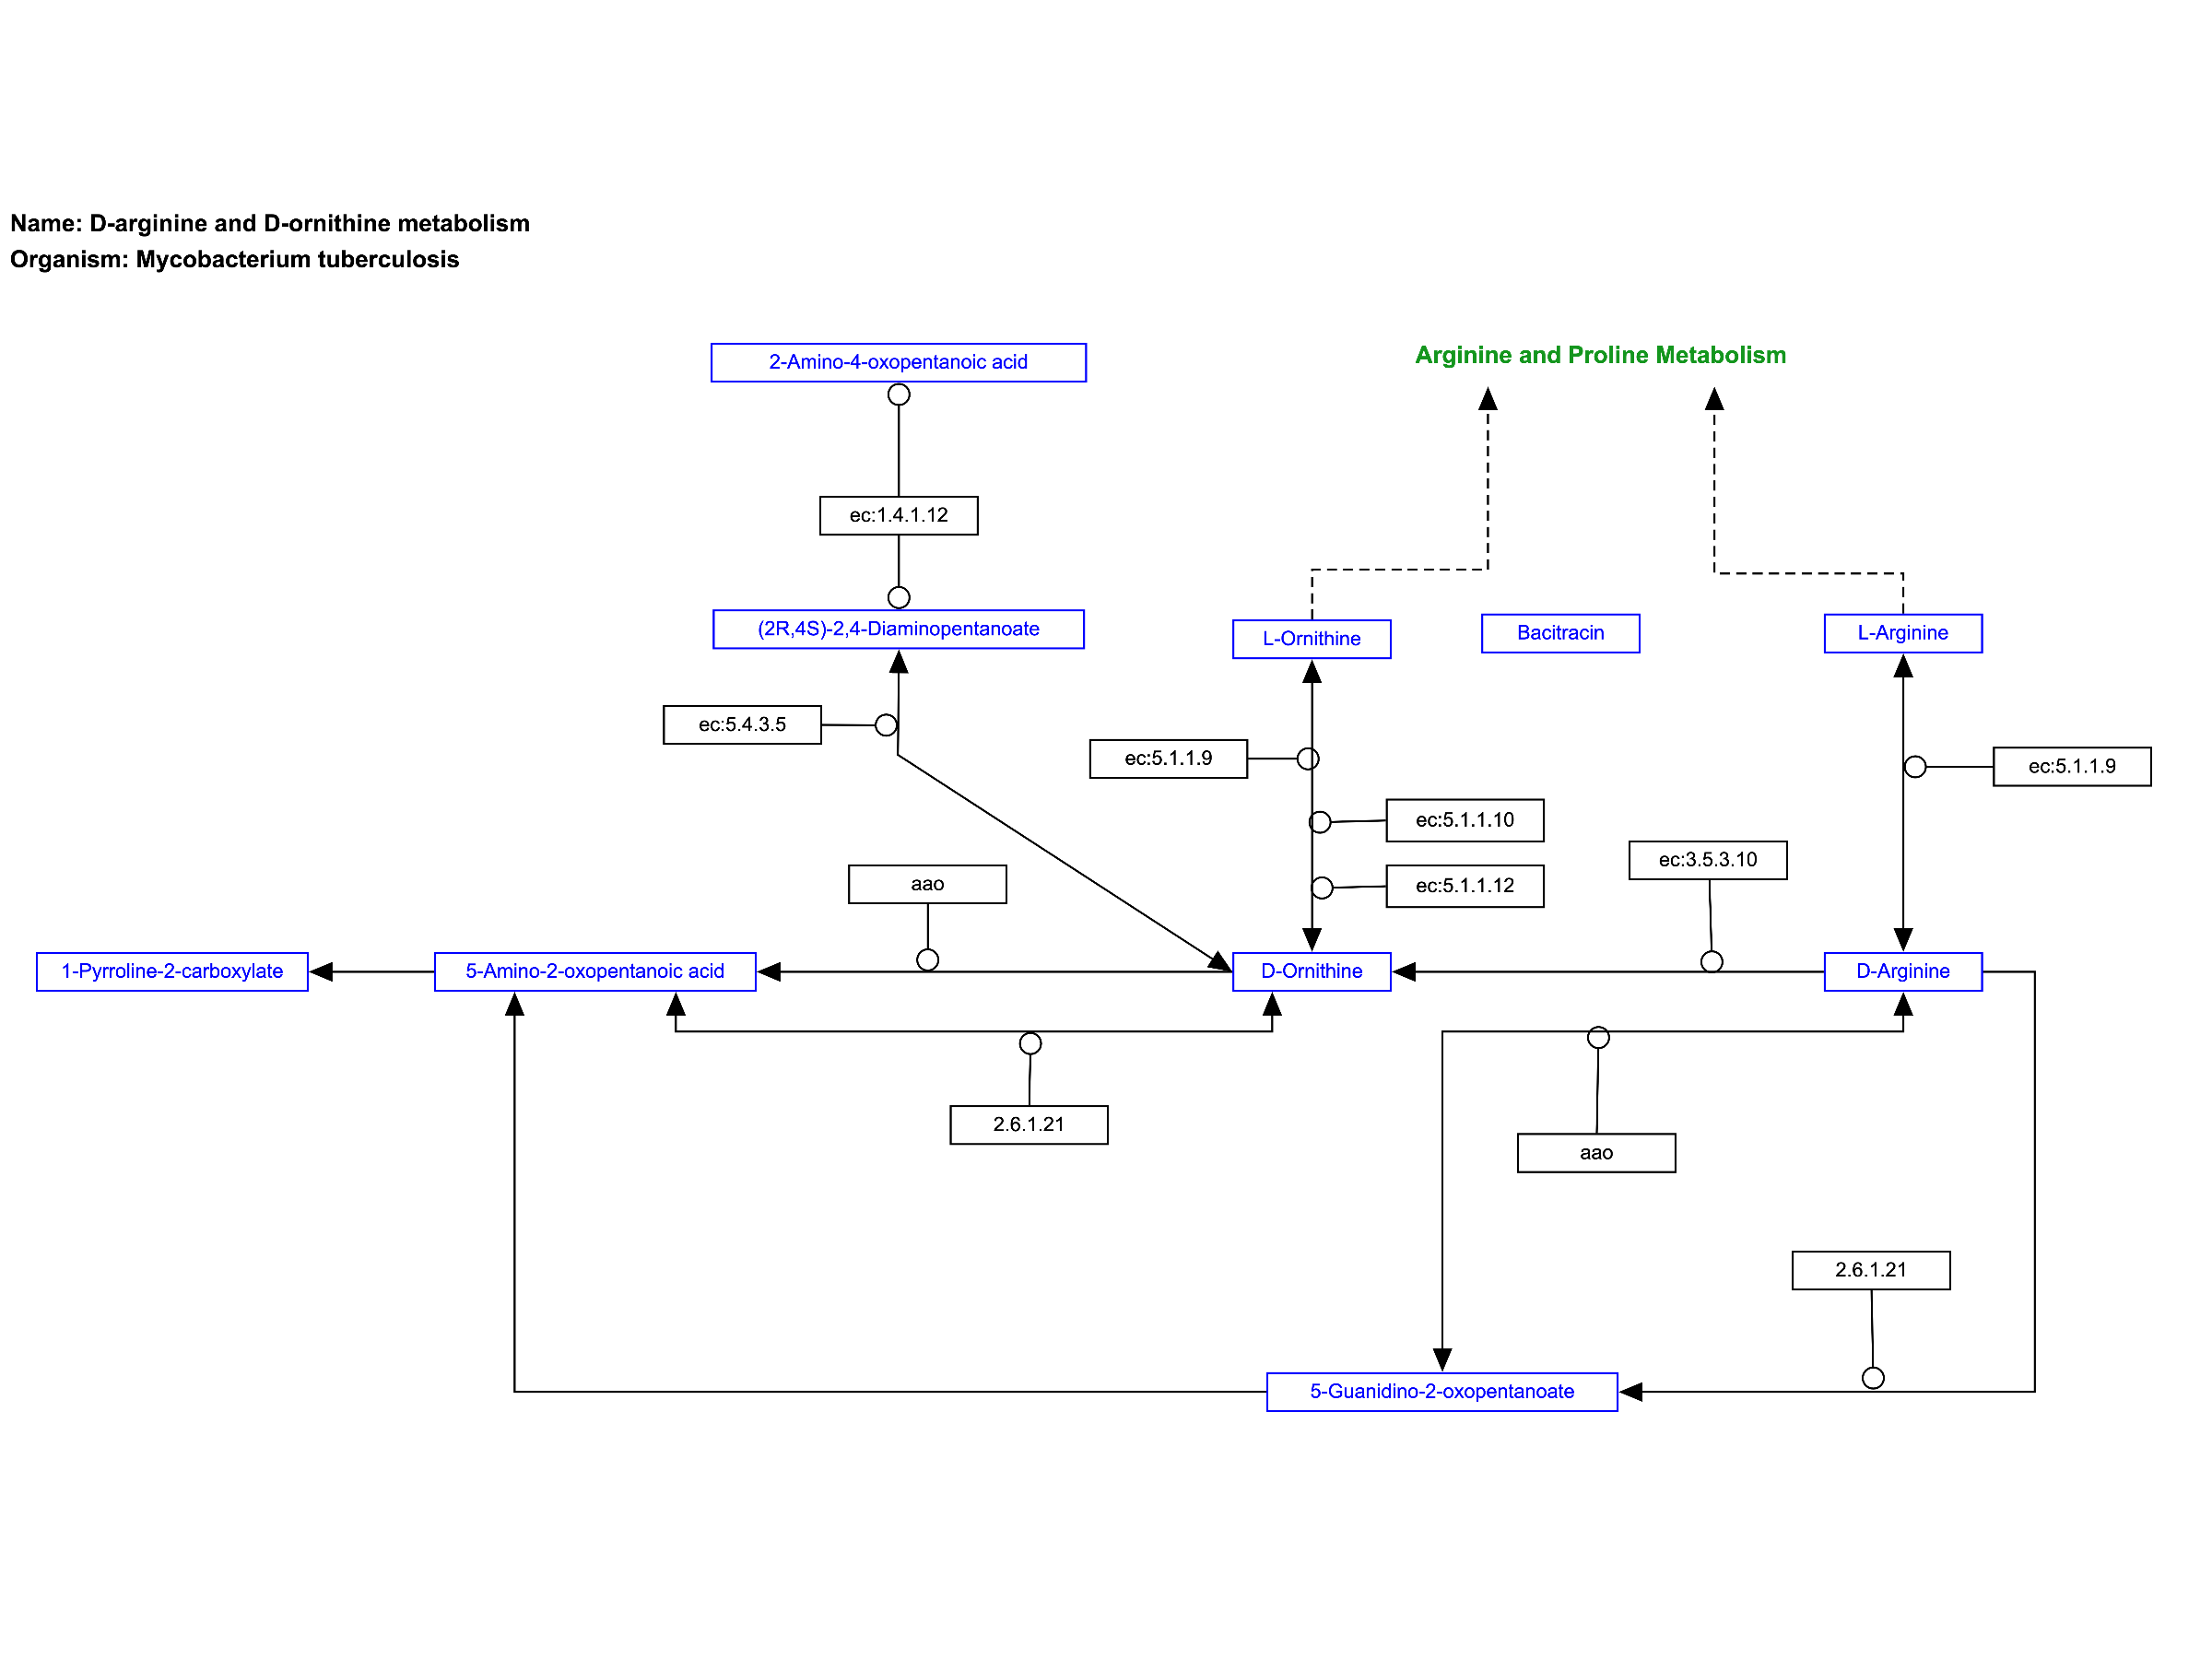 Name: D-arginine and D-ornithine metabolism
Organism: Mycobacterium tuberculosis
2-Amino-4-oxopentanoic acid
Arginine and Proline Metabolism
ec:1.4.1.12
(2R,4S)-2,4-Diaminopentanoate
L-Ornithine
Bacitracin
L-Arginine
ec:5.4.3.5
ec:5.1.1.9
ec:5.1.1.9
ec:5.1.1.10
ec:3.5.3.10
aao
ec:5.1.1.12
1-Pyrroline-2-carboxylate
5-Amino-2-oxopentanoic acid
D-Ornithine
D-Arginine
2.6.1.21
aao
2.6.1.21
5-Guanidino-2-oxopentanoate